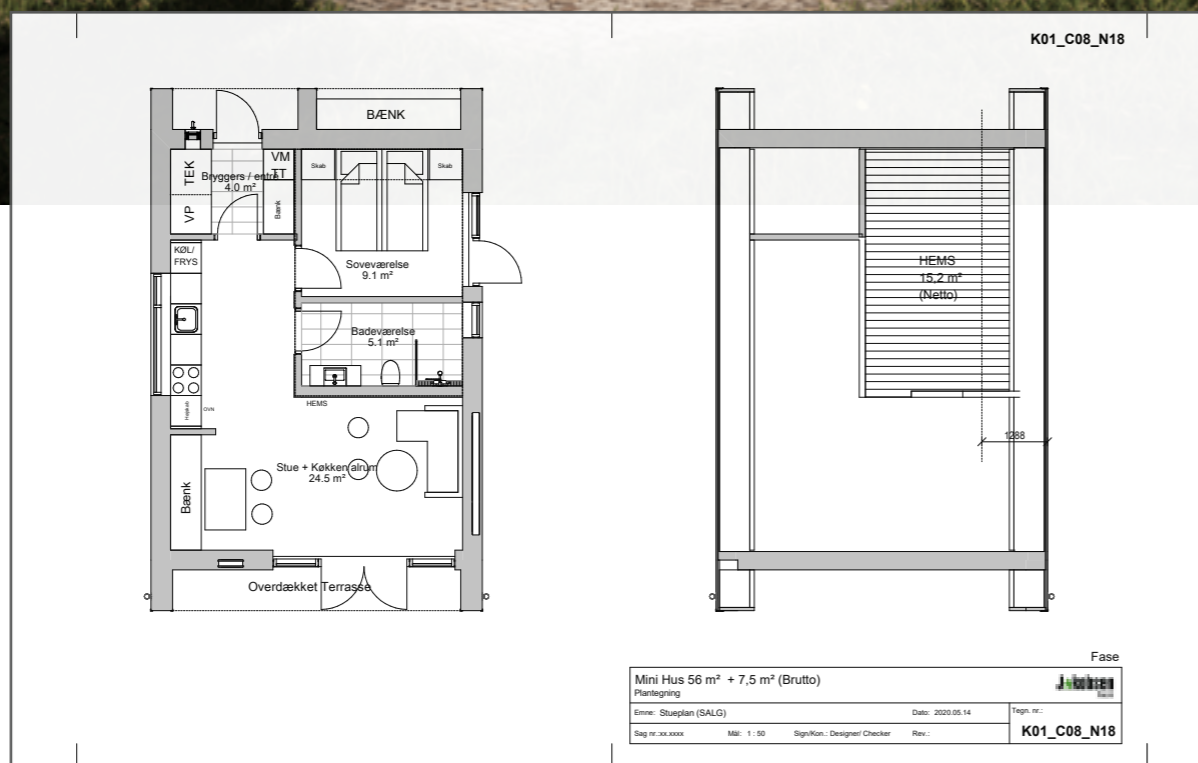 K01_C08_N18
BÆNK
TEK
VM
TT
Bryggers / entré
4.0 m²
VP
Bænk
Skab
Skab
KØL/
FRYS
Soveværelse
9.1 m²
Badeværelse
5.1 m²
Højskab
OVN
HEMS
Stue + Køkken/alrum
24.5 m²
Bænk
Overdækket Terrasse
HEMS
15,2 m²
(Netto)
1288
Fase
Mini Hus 56 m² + 7,5 m² (Brutto)
Plantegning
Emne: Stueplan (SALG)
Dato: 2020.05.14
Tegn. nr.:
Sag nr.:xx.xxxx
Mål: 1 : 50
Sign/Kon.: Designer/ Checker
Rev.:
K01_C08_N18